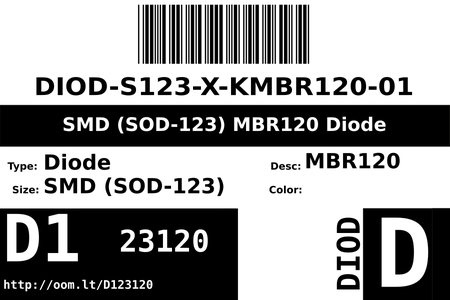 DIOD-S123-X-KMBR120-01
SMD (SOD-123) MBR120 Diode
Type: Diode
Desc: MBR120
Size: SMD (SOD-123)
Color:
D1
23120
http://oom.lt/D123120
DIOD
D